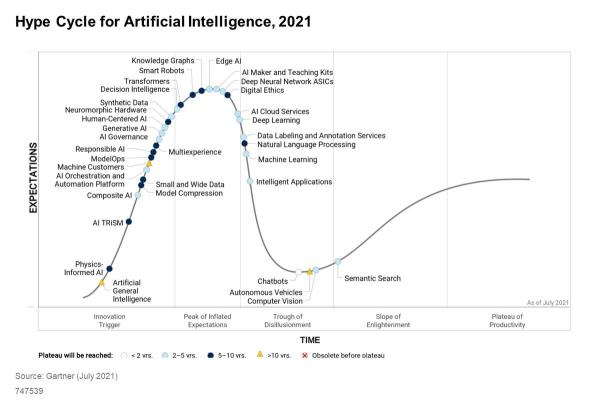 Hype Cycle for Artificial Intelligence, 2021
EXPECTATIONS
Knowledge Graphs
Smart Robots
Transformers
Decision Intelligence
Synthetic Data
Neuromorphic Hardware
Human-Centered AI
Generative AI
AI Governance
Responsible AI
ModelOps
Machine Customers
AI Orchestration and
Automation Platform
Composite AI
AI TRiSM
Physics-
Informed AI
Artificial
General
Intelligence
Multiexperience
Small and Wide Data
Model Compression
Edge AI
AI Maker and Teaching Kits
Deep Neural Network ASICs
Digital Ethics
AI Cloud Services
Deep Learning
Data Labeling and Annotation Services
Natural Language Processing
Machine Learning
Intelligent Applications
Chatbots
Autonomous Vehicles
Computer Vision
Semantic Search
As of July 2021
Innovation
Trigger
Peak of Inflated
Expectations
Trough of
Disillusionment
Slope of
Enlightenment
Plateau of
Productivity
TIME
Plateau will be reached: < 2 yrs. 2–5 yrs. 5–10 yrs. >10 yrs. Obsolete before plateau
Source: Gartner (July 2021)
747539